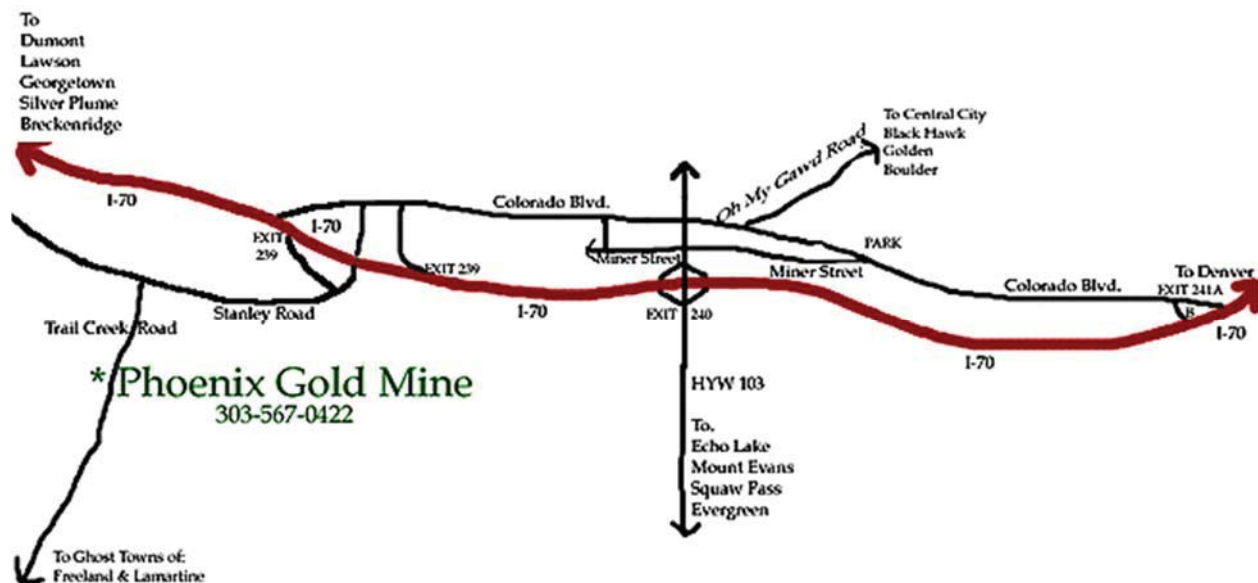 To
Dumont
Lawson
Georgetown
Silver Plume
Breckenridge
To Central City
Black Hawk
Golden
Boulder
Oh My Gawd Road
I-70
I-70
Colorado Blvd.
EXIT
239
EXIT 239
Miner Street
PARK
Miner Street
To Denver
EXIT 241A
B
Colorado Blvd.
I-70
Stanley Road
I-70
EXIT 240
I-70
Trail Creek Road
* Phoenix Gold Mine
303-567-0422
HYW 103
To.
Echo Lake
Mount Evans
Squaw Pass
Evergreen
To Ghost Towns of:
Freeland & Lamartine